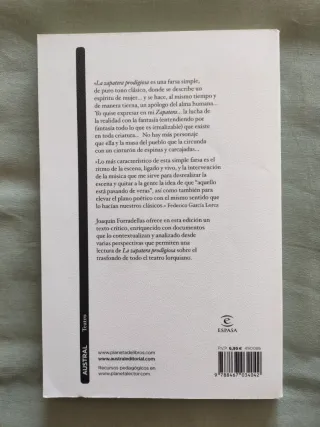 «La zapatera prodigiosa es una farsa simple,
de puro tono clásico, donde se describe un
espíritu de mujer... y se hace, al mismo tiempo y
de manera tierna, un apólogo del alma humana...
Yo quise expresar en mi Zapatera... la lucha de
la realidad con la fantasía (entendiendo por
fantasía todo lo que es irrealizable) que existe
en toda criatura... No hay más personaje
que ella y la masa del pueblo que la circunda
con un cinturón de espinas y carcajadas...
»Lo más característico de esta simple farsa es el
ritmo de la escena, ligado y vivo, y la intervención
de la música que me sirve para desrealizar la
escena y quitar a la gente la idea de que "aquello
está pasando de veras", así como también para
elevar el plano poético con el mismo sentido que
lo hacían nuestros clásicos» Federico García Lorca
Joaquín Forradellas ofrece en esta edición un
texto crítico, enriquecido con documentos
que lo contextualizan y analizado desde
varias perspectivas que permiten una
lectura de La zapatera prodigiosa sobre el
trasfondo de todo el teatro lorquiano.
AUSTRAL Teatro
e
ESPASA
www.planetadelibros.com
www.australeditorial.com
Recursos pedagógicos en
www.planetalector.com
PVP 6,95 €
9 788467 034042